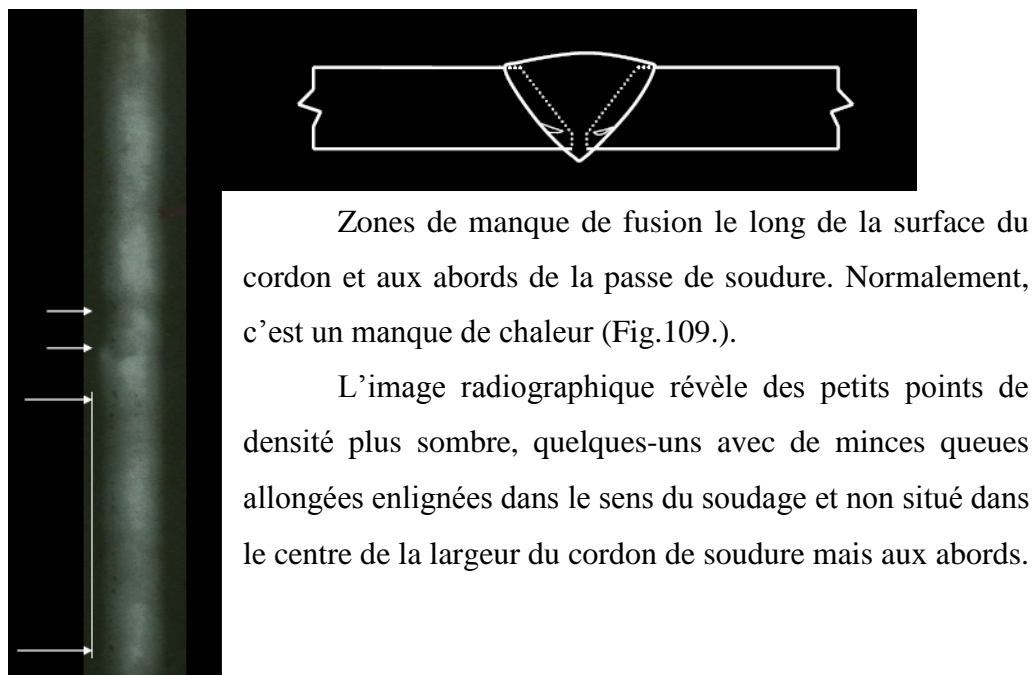 Zones de manque de fusion le long de la surface du
cordon et aux abords de la passe de soudure. Normalement,
c’est un manque de chaleur (Fig.109.).
L’image radiographique révèle des petits points de
densité plus sombre, quelques-uns avec de minces queues
allongées enlignées dans le sens du soudage et non situé dans
le centre de la largeur du cordon de soudure mais aux abords.